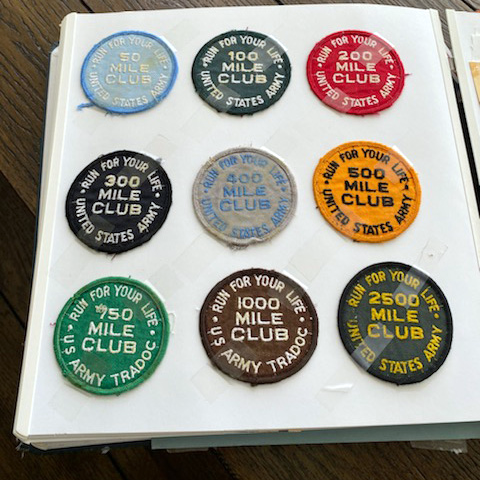 • RUN FOR YOUR LIFE •
50
MILE
CLUB
UNITED STATES ARMY
• RUN FOR YOUR LIFE •
100
MILE
CLUB
UNITED STATES ARMY
• RUN FOR YOUR LIFE •
200
MILE
CLUB
UNITED STATES ARMY
• RUN FOR YOUR LIFE •
300
MILE
CLUB
UNITED STATES ARMY
• RUN FOR YOUR LIFE •
400
MILE
CLUB
UNITED STATES ARMY
• RUN FOR YOUR LIFE •
500
MILE
CLUB
UNITED STATES ARMY
• RUN FOR YOUR LIFE •
750
MILE
CLUB
US ARMY TRADOC
• RUN FOR YOUR LIFE •
1000
MILE
CLUB
US ARMY TRADOC
• RUN FOR YOUR LIFE •
2500
MILE
CLUB
UNITED STATES ARMY